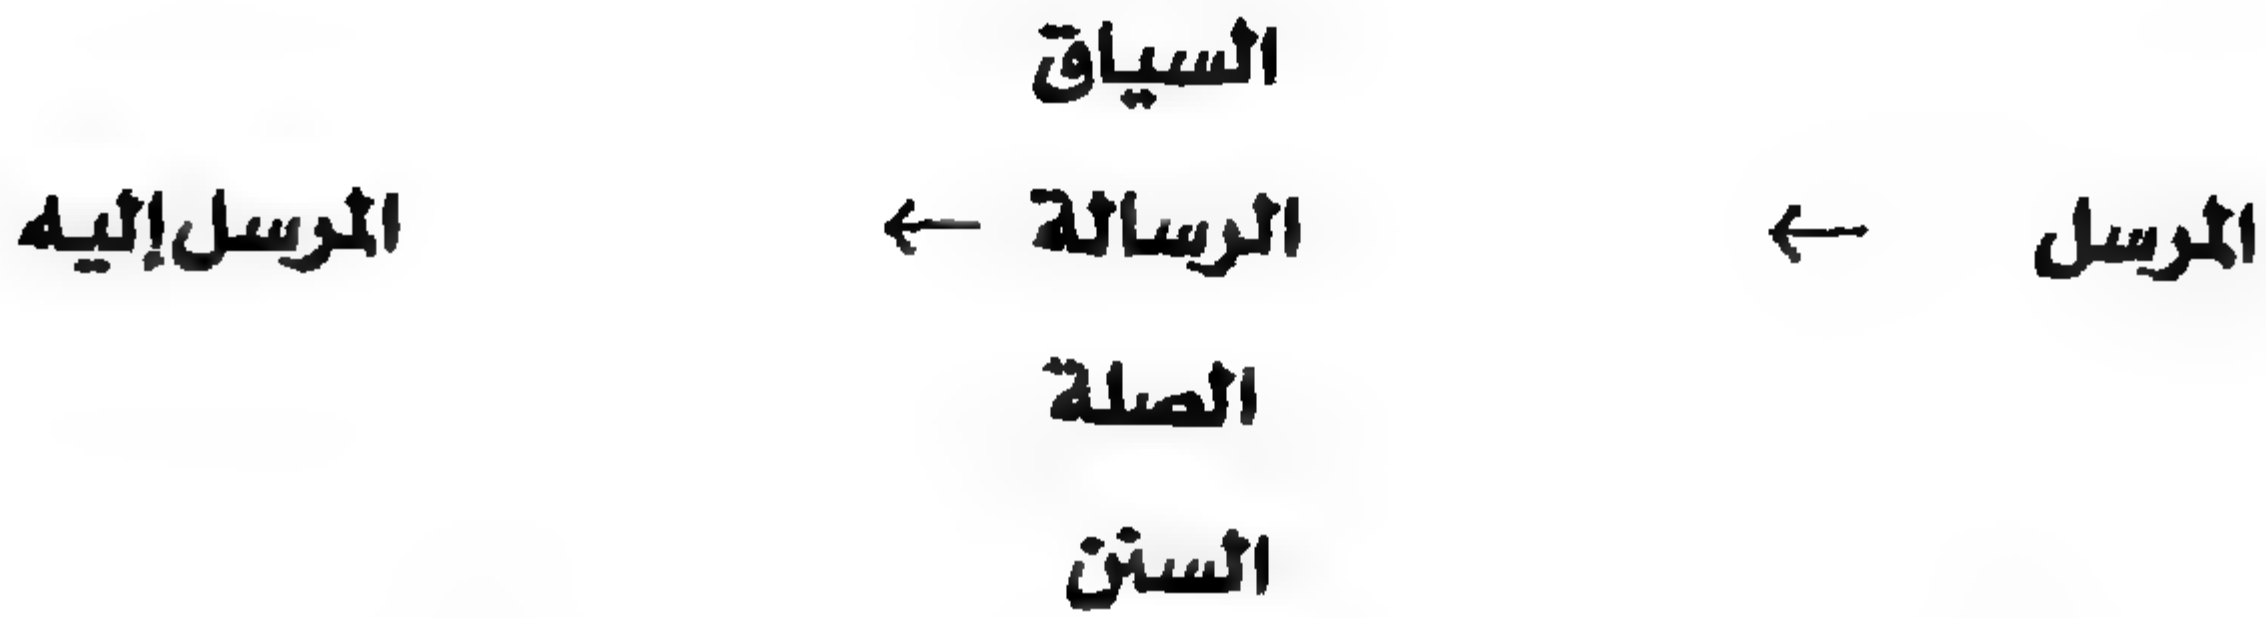 السياق
المرسل ← الرسالة ← المرسل إليه
الصلة
السنن